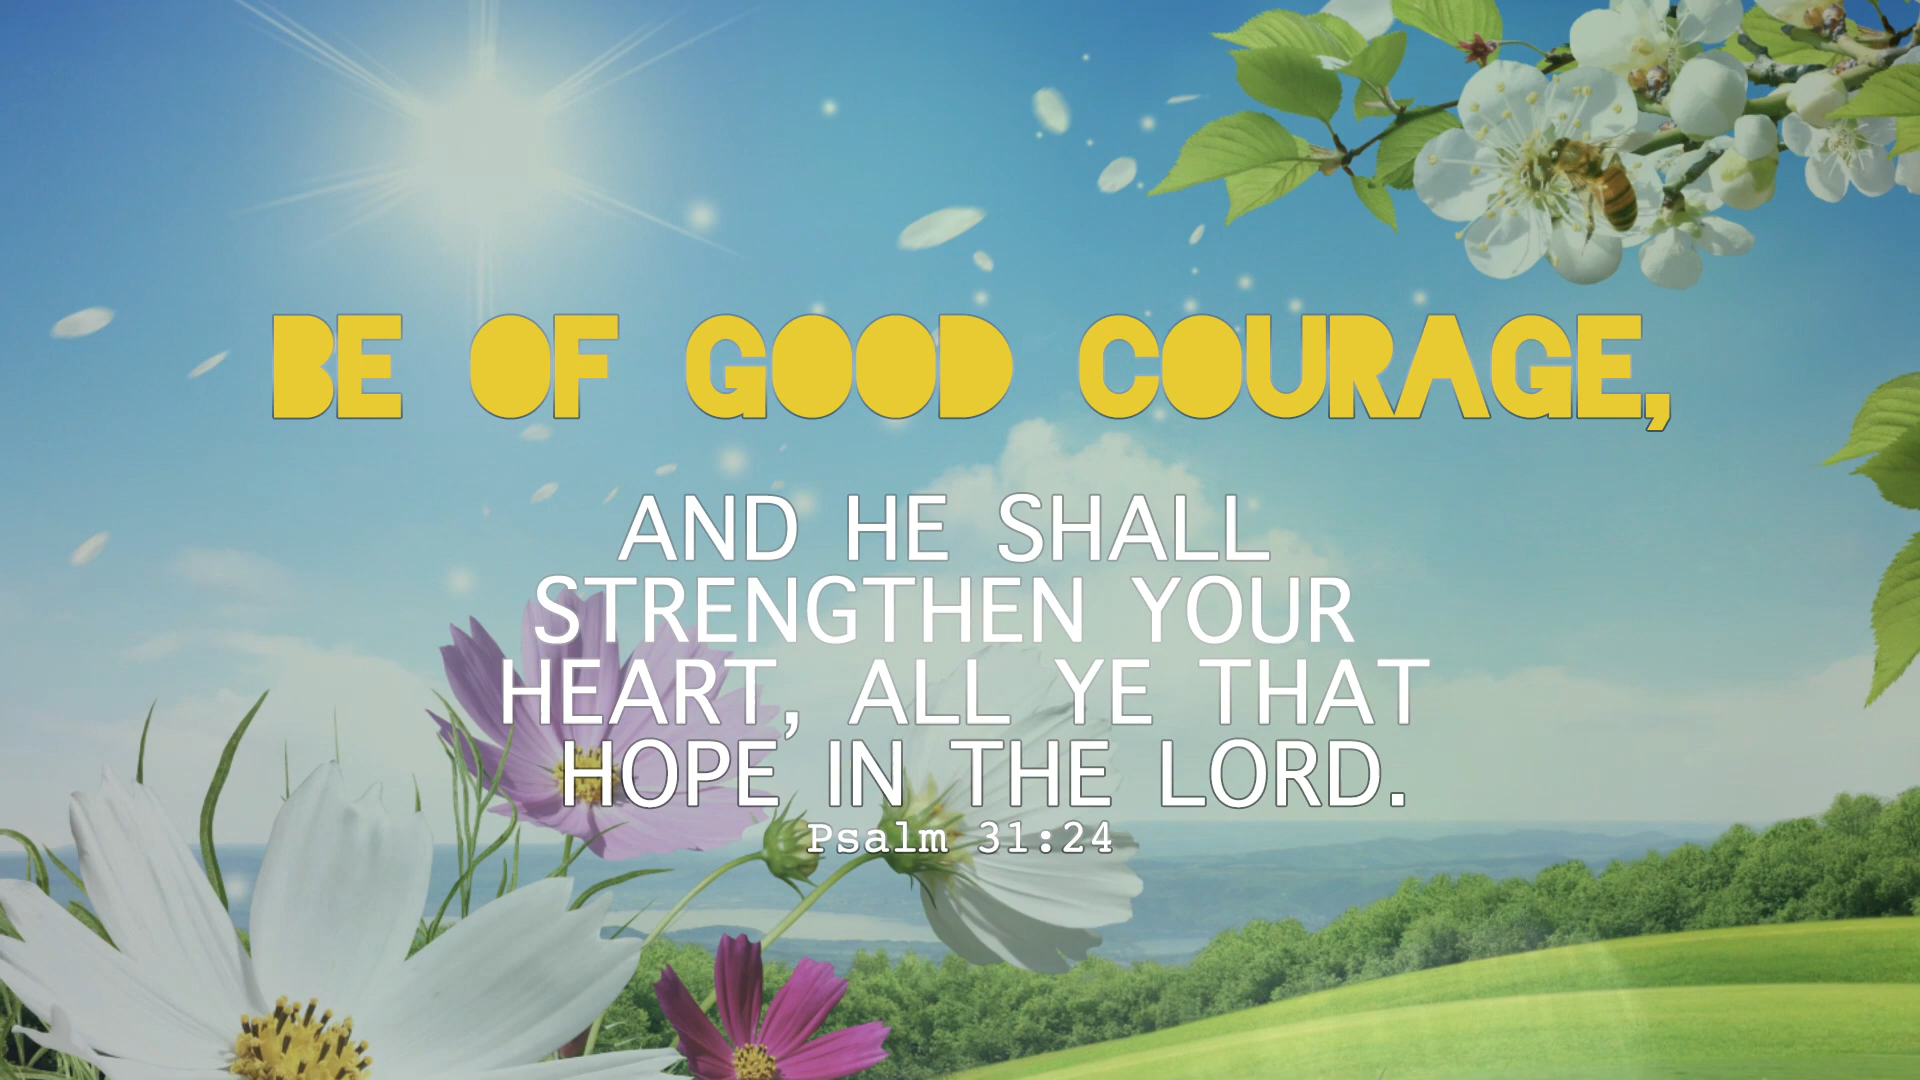 BE OF GOOD COURAGE,
AND HE SHALL
STRENGTHEN YOUR
HEART, ALL YE THAT
HOPE IN THE LORD.
Psalm 31:24